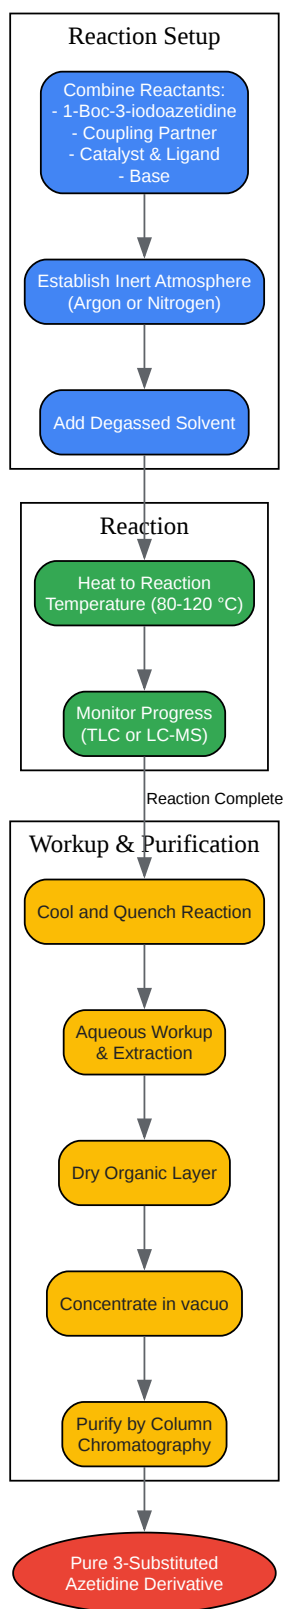 Reaction Setup
Combine Reactants:
- 1-Boc-3-iodoazetidine
- Coupling Partner
- Catalyst & Ligand
- Base
Establish Inert Atmosphere
(Argon or Nitrogen)
Add Degassed Solvent
Reaction
Heat to Reaction
Temperature (80-120 °C)
Monitor Progress
(TLC or LC-MS)
Reaction Complete
Workup & Purification
Cool and Quench Reaction
Aqueous Workup
& Extraction
Dry Organic Layer
Concentrate in vacuo
Purify by Column
Chromatography
Pure 3-Substituted
Azetidine Derivative